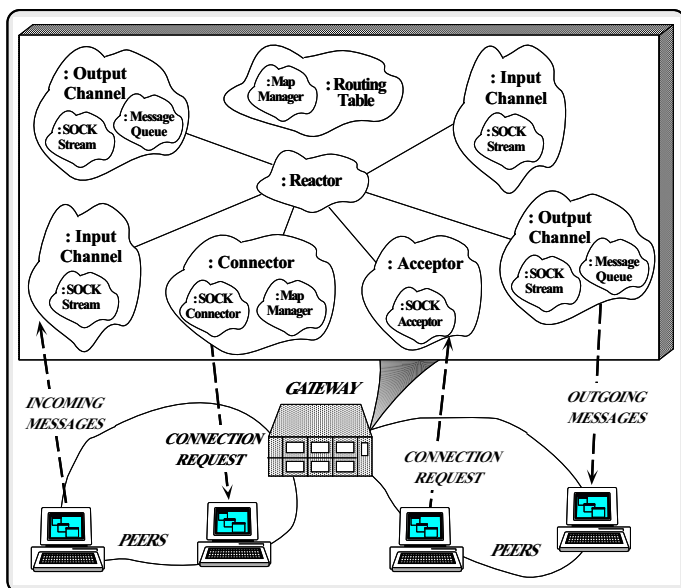 : Output
Channel
: SOCK
Stream
: Message
Queue
: Map
Manager
: Routing
Table
: Input
Channel
: SOCK
Stream
: Reactor
: Input
Channel
: SOCK
Stream
: Connector
: SOCK
Connector
: Map
Manager
: Acceptor
: SOCK
Acceptor
: Output
Channel
: SOCK
Stream
: Message
Queue
GATEWAY
INCOMING
MESSAGES
CONNECTION
REQUEST
CONNECTION
REQUEST
OUTGOING
MESSAGES
PEERS
PEERS